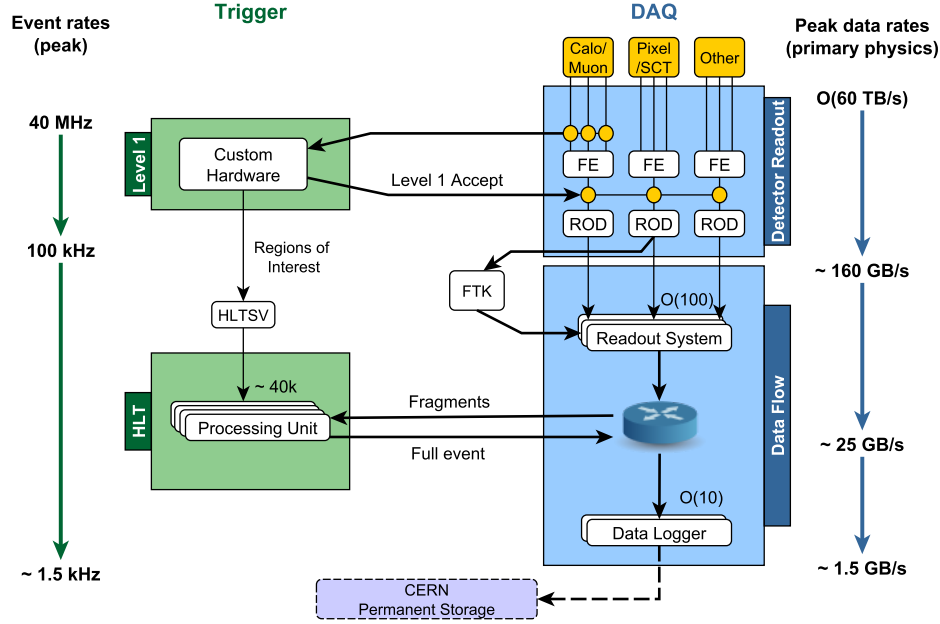 Trigger
DAQ
Event rates
(peak)
Peak data rates
(primary physics)
Calo/
Muon
Pixel
/SCT
Other
40 MHz
O(60 TB/s)
Level 1
Custom
Hardware
FE
FE
FE
Level 1 Accept
Detector Readout
ROD
ROD
ROD
100 kHz
Regions of
Interest
~ 160 GB/s
FTK
O(100)
HLTSV
Readout System
~ 40k
HLT
Processing Unit
Fragments
Full event
Data Flow
~ 25 GB/s
O(10)
Data Logger
~ 1.5 kHz
~ 1.5 GB/s
CERN
Permanent Storage